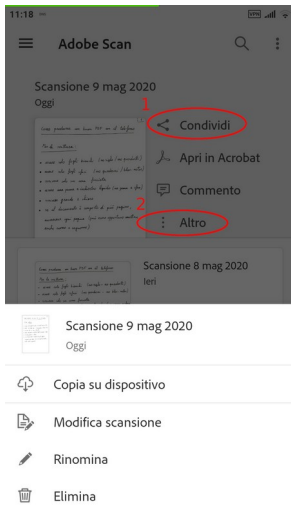 11:18
VPN
Adobe Scan
Scansione 9 mag 2020
Oggi
1
Condividi
Apri in Acrobat
Commento
2
Altro
Scansione 8 mag 2020
Ieri
Scansione 9 mag 2020
Oggi
Copia su dispositivo
Modifica scansione
Rinomina
Elimina